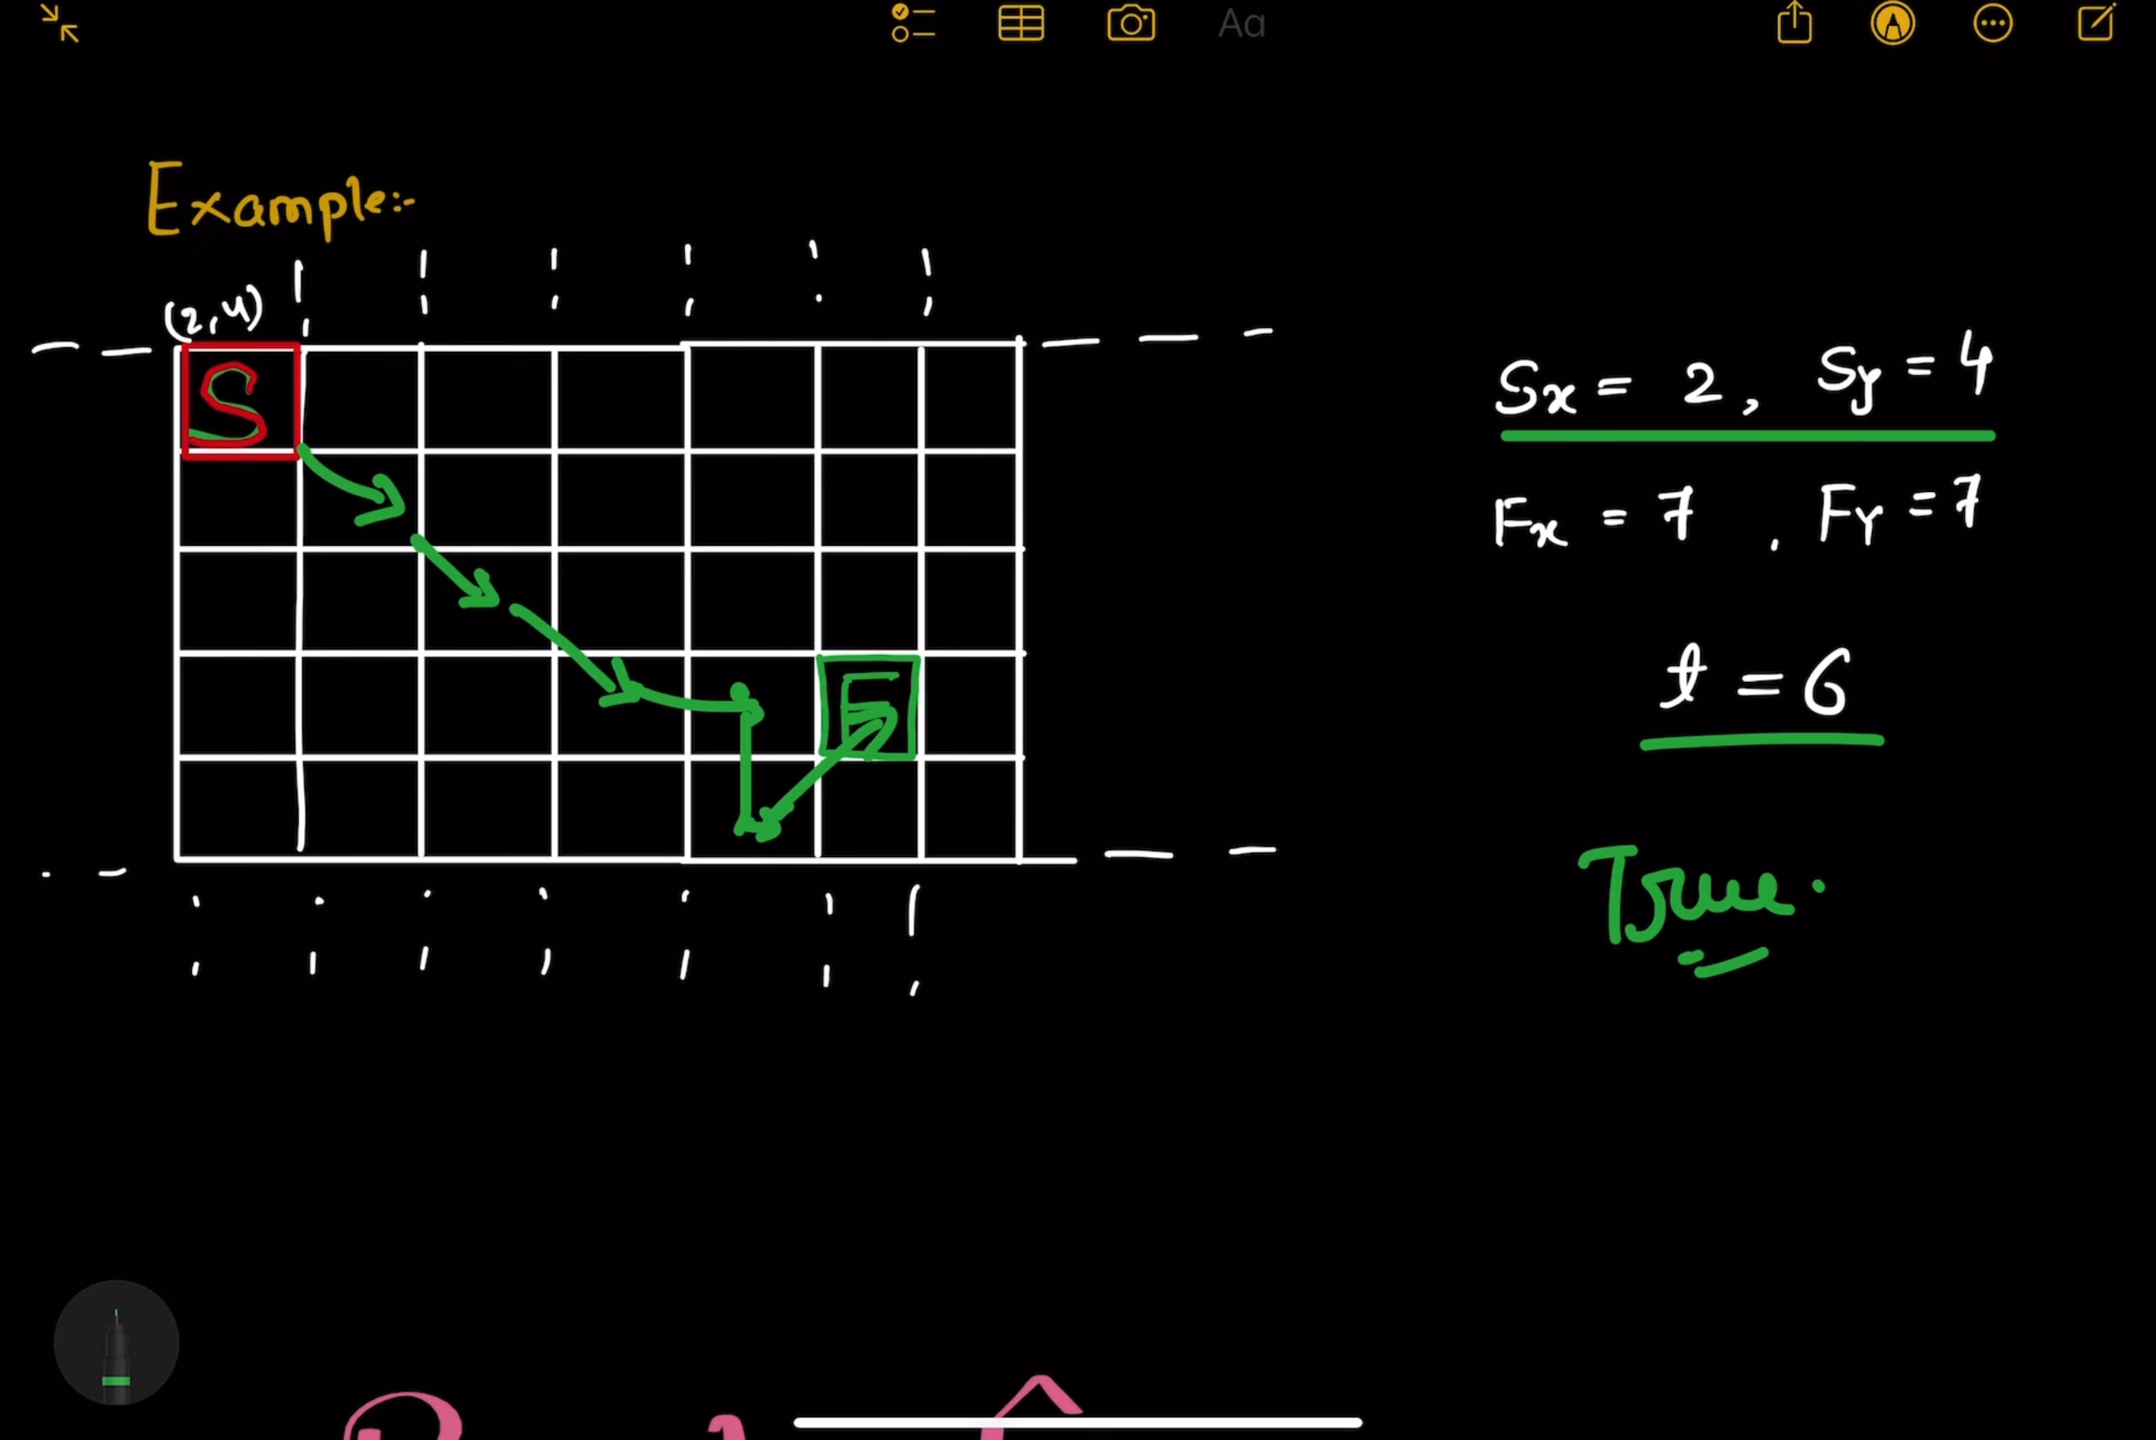 Aa
Example:-
(2,4)
S
F
Sx = 2, Sy = 4
Fx = 7 , Fy = 7
t = 6
True.